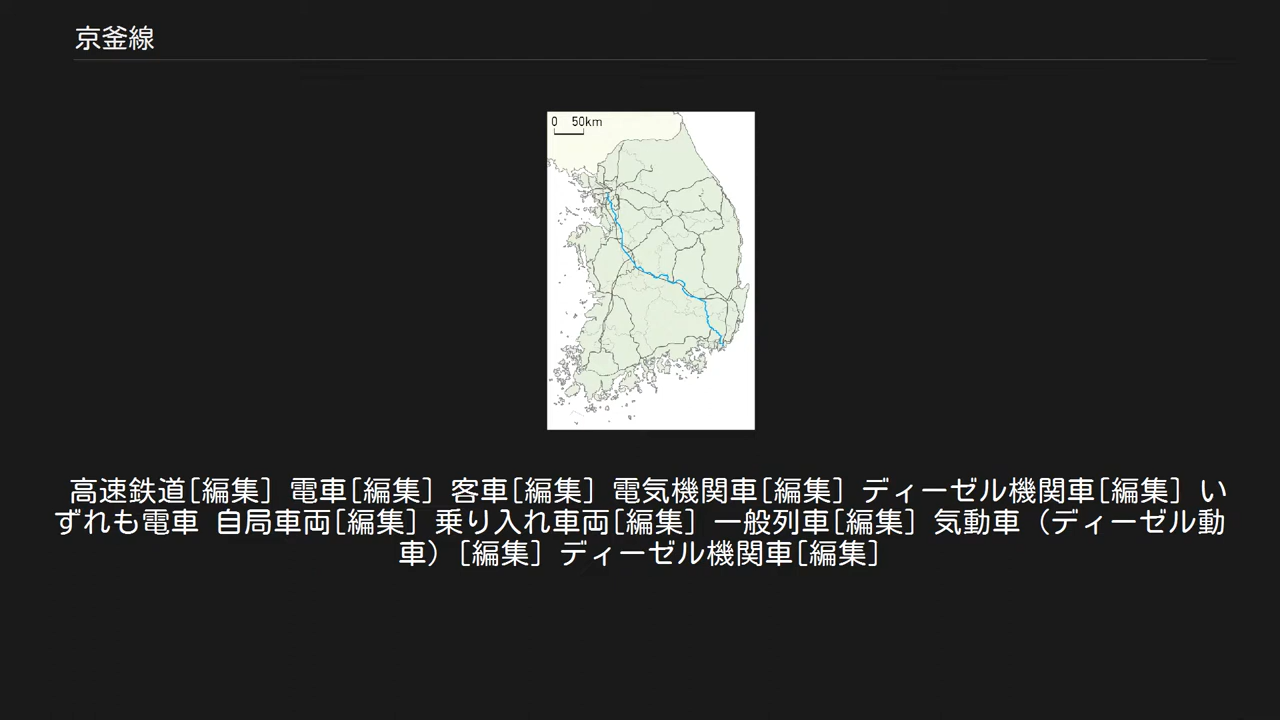 京釜線
0 50km
高速鉄道[編集] 電車[編集] 客車[編集] 電気機関車[編集] ディーゼル機関車[編集] い
ずれも電車 自局車両[編集] 乗り入れ車両[編集] 一般列車[編集] 気動車（ディーゼル動
車）[編集] ディーゼル機関車[編集]